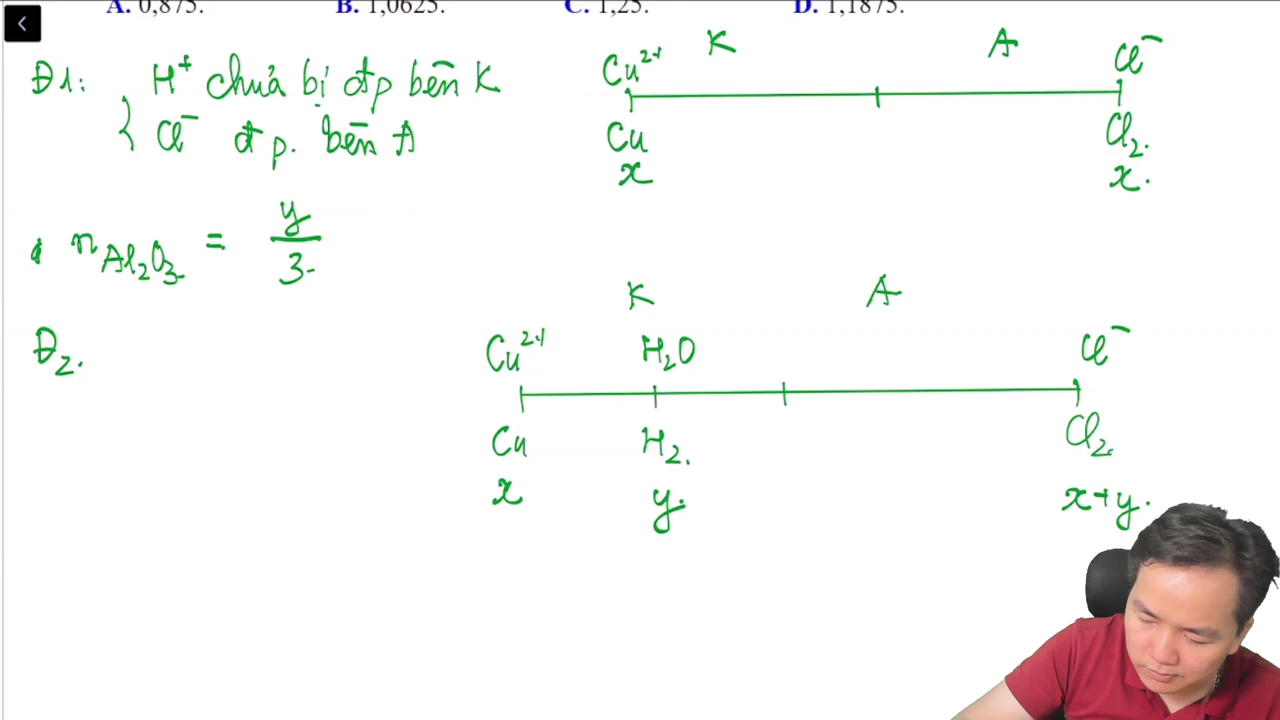 A. 0,875. B. 1,0625. C. 1,25. D. 1,1875.
Đ1: { H⁺ chưa bị đp bên K
Cl⁻ đp. bên A
K A
Cu²⁺ Cl⁻
Cu Cl₂.
x x.
n Al₂O₃ = y/3
K A
Đ2.
Cu²⁺ H₂O Cl⁻
Cu H₂. Cl₂
x y. x+y.